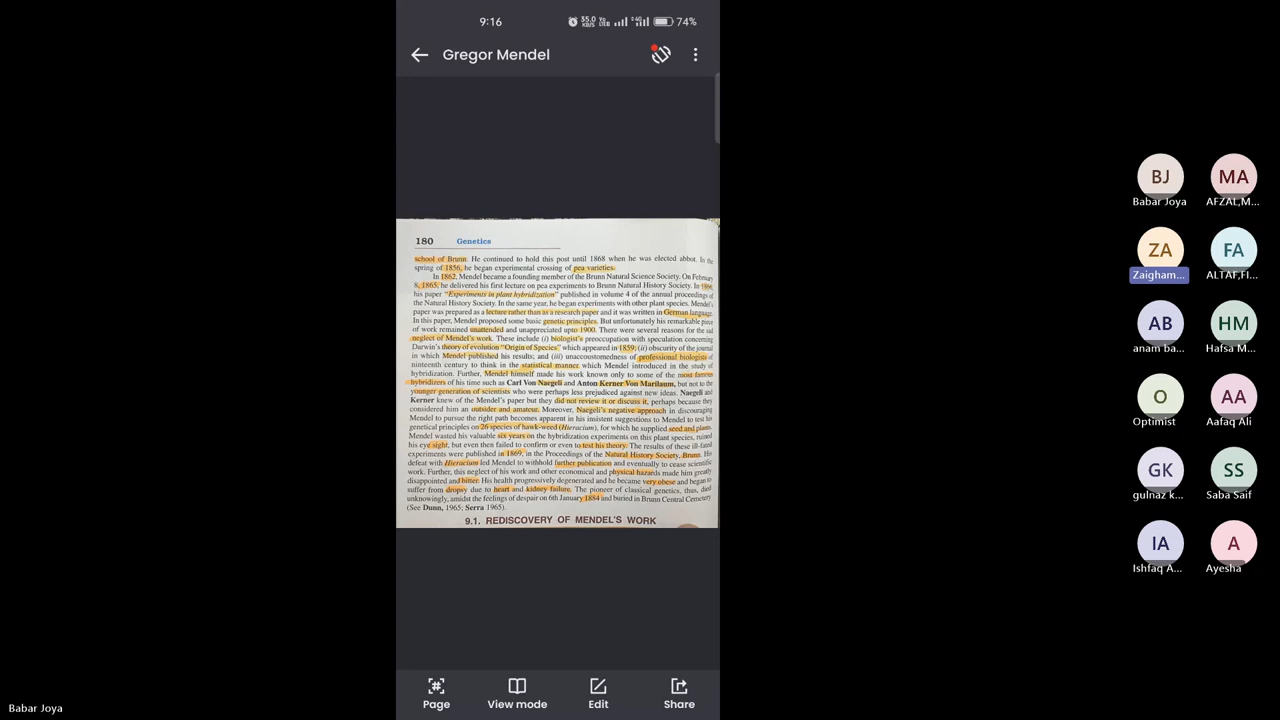 9:16
35.0 KB/S
Vo LTE
4G
74%
Gregor Mendel
180 Genetics
school of Brunn. He continued to hold this post until 1868 when he was elected abbot. In the
spring of 1856, he began experimental crossing of pea varieties.
In 1862, Mendel became a founding member of the Brunn Natural Science Society. On February
8, 1865, he delivered his first lecture on pea experiments to Brunn Natural History Society. In 1866
his paper "Experiments in plant hybridization" published in volume 4 of the annual proceedings of
the Natural History Society. In the same year, he began experiments with other plant species. Mendel's
paper was prepared as a lecture rather than as a research paper and it was written in German language.
In this paper, Mendel proposed some basic genetic principles. But unfortunately his remarkable piece
of work remained unattended and unappreciated upto 1900. There were several reasons for the sad
neglect of Mendel's work. These include (i) biologist's preoccupation with speculation concerning
Darwin's theory of evolution "Origin of Species" which appeared in 1859; (ii) obscurity of the journal
in which Mendel published his results; and (iii) unaccustomedness of professional biologists of
ninteenth century to think in the statistical manner which Mendel introduced in the study of
hybridization. Further, Mendel himself made his work known only to some of the most famous
hybridizers of his time such as Carl Von Naegeli and Anton Kerner Von Marilaum, but not to the
younger generation of scientists who were perhaps less prejudiced against new ideas. Naegeli and
Kerner knew of the Mendel's paper but they did not review it or discuss it, perhaps because they
considered him an outsider and amateur. Moreover, Naegeli's negative approach in discouraging
Mendel to pursue the right path becomes apparent in his insistent suggestions to Mendel to test his
genetical principles on 26 species of hawk-weed (Hieracium), for which he supplied seed and plants.
Mendel wasted his valuable six years on the hybridization experiments on this plant species, ruined
his eye sight, but even then failed to confirm or even to test his theory. The results of these ill-fated
experiments were published in 1869, in the Proceedings of the Natural History Society, Brunn. His
defeat with Hieracium led Mendel to withhold further publication and eventually to cease scientific
work. Further, this neglect of his work and other economical and physical hazards made him greatly
disappointed and bitter. His health progressively degenerated and he became very obese and began to
suffer from dropsy due to heart and kidney failure. The pioneer of classical genetics, thus, died
unknowingly, amidst the feelings of despair on 6th January 1884 and buried in Brunn Central Cemetery
(See Dunn, 1965; Serra 1965).
9.1. REDISCOVERY OF MENDEL'S WORK
Page
View mode
Edit
Share
BJ
MA
Babar Joya
AFZAL,M...
ZA
FA
Zaigham...
ALTAF,FI...
AB
HM
anam ba...
Hafsa M...
O
AA
Optimist
Aafaq Ali
GK
SS
gulnaz k...
Saba Saif
IA
A
Ishfaq A...
Ayesha
Babar Joya